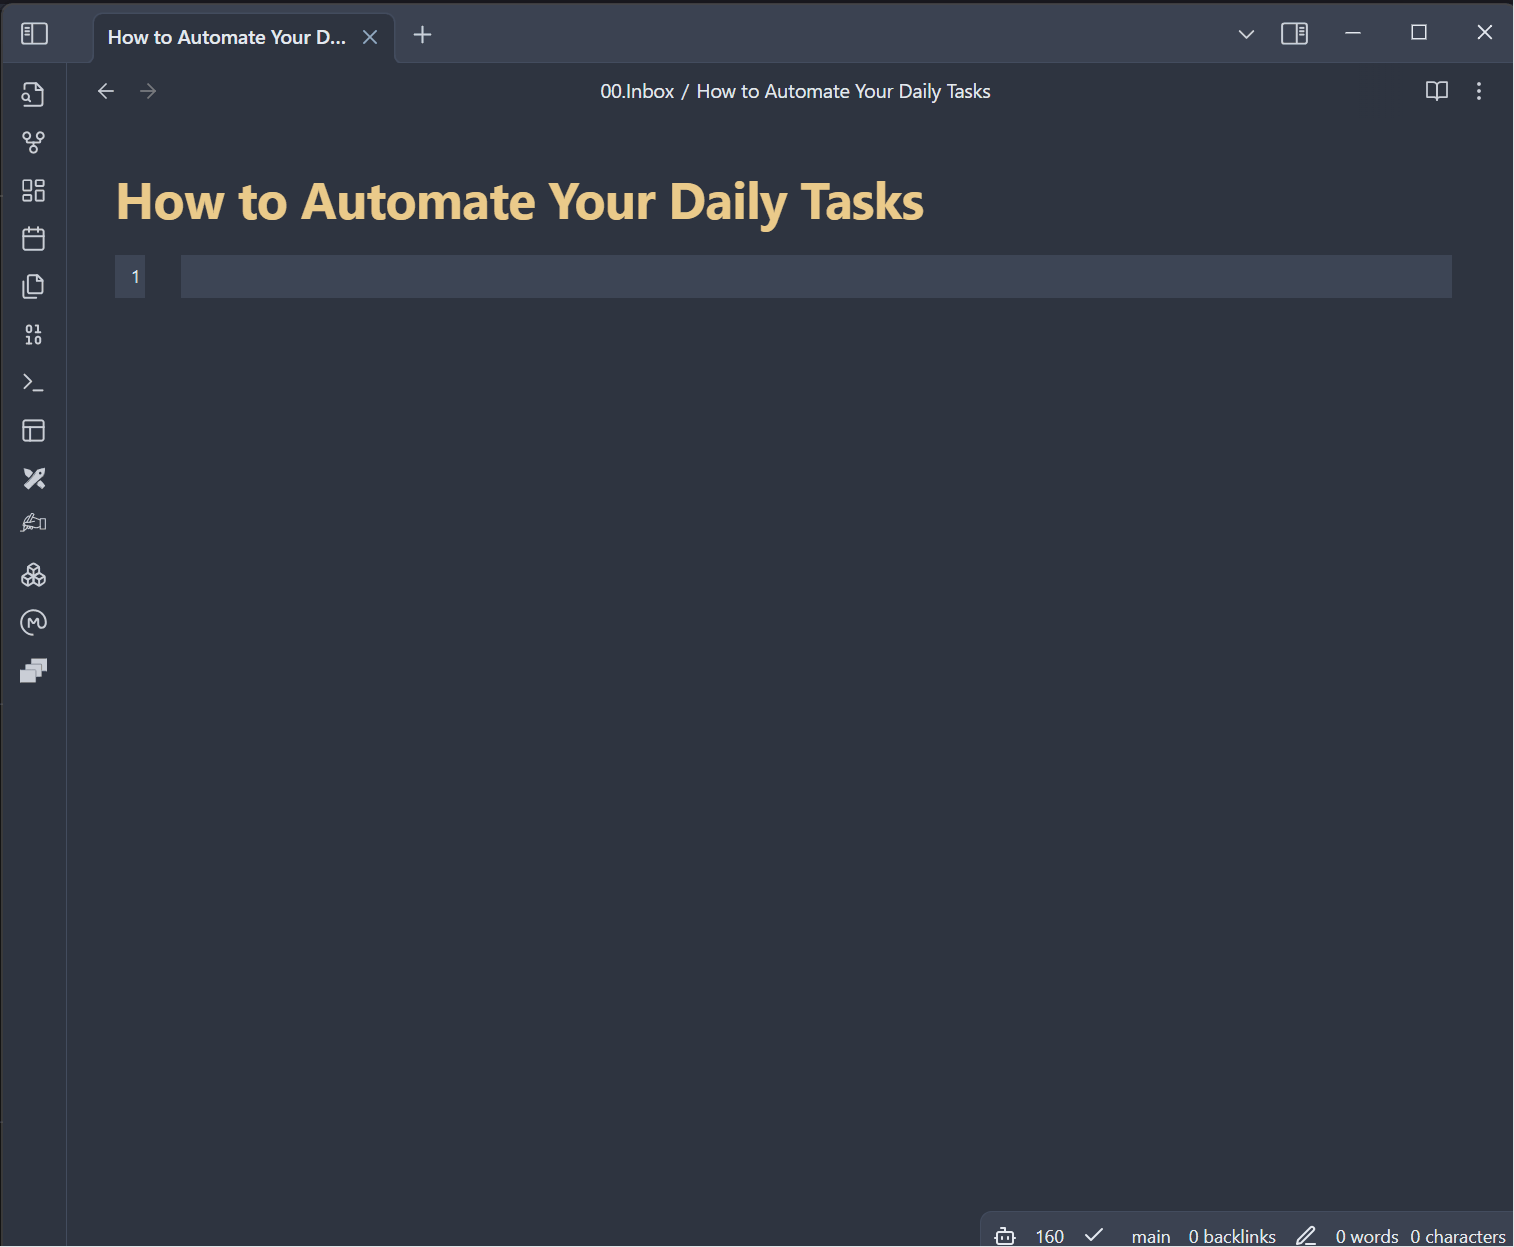 How to Automate Your D...
00.Inbox / How to Automate Your Daily Tasks
How to Automate Your Daily Tasks
1
160 main 0 backlinks 0 words 0 characters